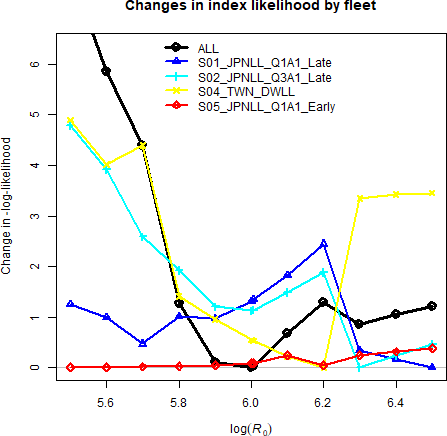 Changes in index likelihood by fleet
ALL
S01_JPNLL_Q1A1_Late
S02_JPNLL_Q3A1_Late
S04_TWN_DWLL
S05_JPNLL_Q1A1_Early
Change in -log-likelihood
6
5
4
3
2
1
0
5.6 5.8 6.0 6.2 6.4
log(R₀)